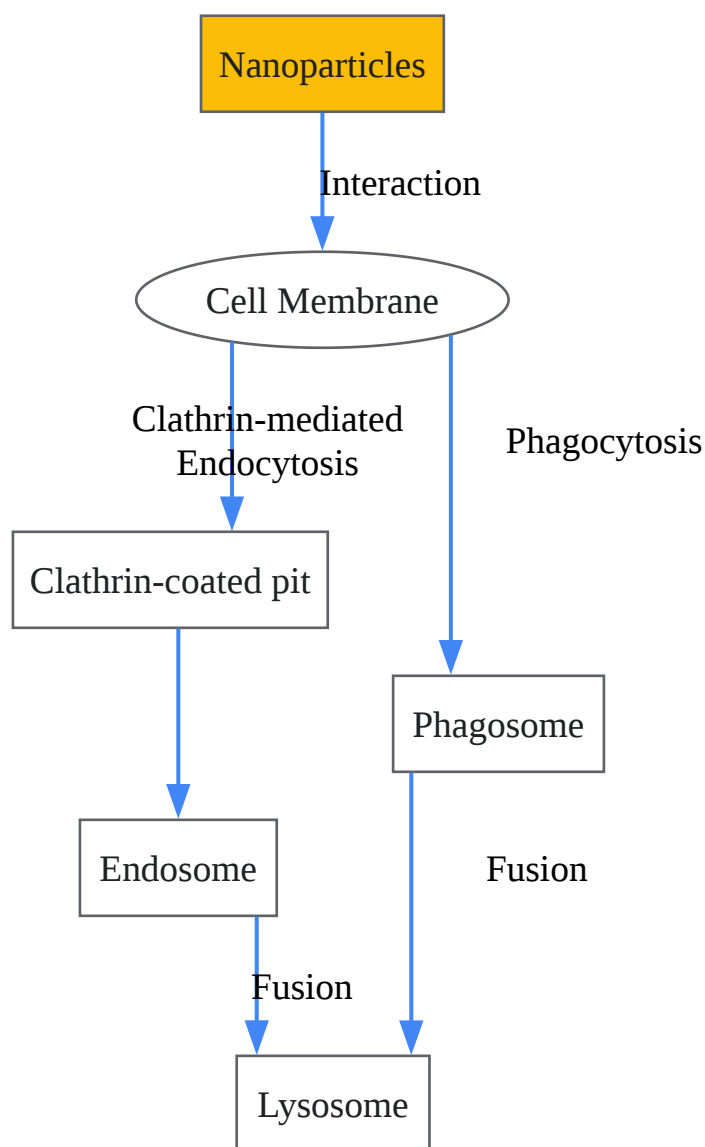 Nanoparticles
Interaction
Cell Membrane
Clathrin-mediated
Endocytosis
Phagocytosis
Clathrin-coated pit
Phagosome
Endosome
Fusion
Fusion
Lysosome